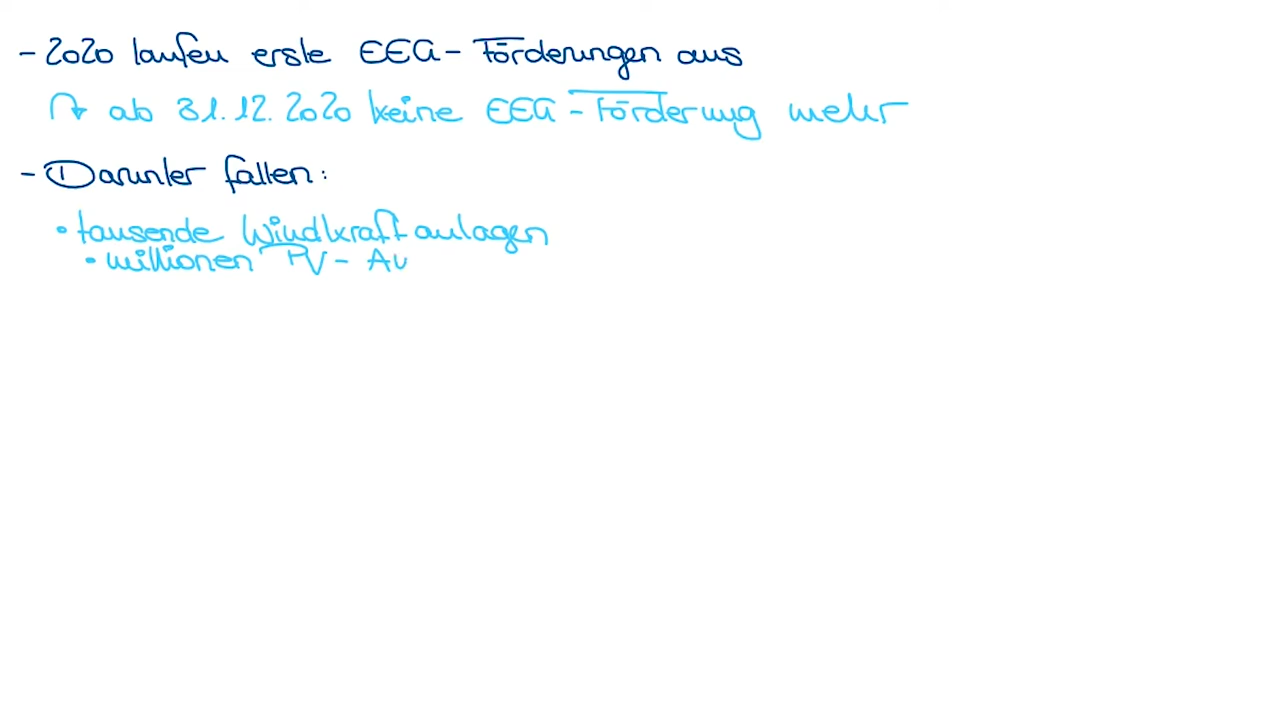 - 2020 laufen erste EEG-Förderungen aus
↳ ab 31.12.2020 keine EEG-Förderung mehr
- Darunter fallen:
• tausende Windkraftanlagen
• millionen PV-An